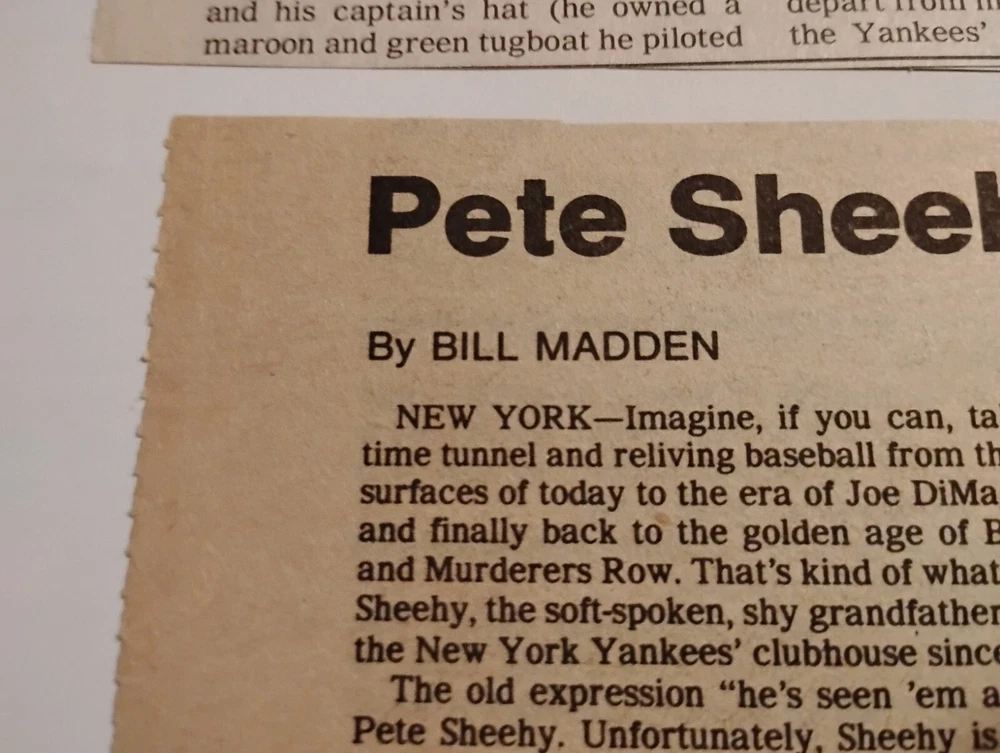 and his captain's hat (he owned a
maroon and green tugboat he piloted
depart from
the Yankees'
Pete Sheeh
By BILL MADDEN
NEW YORK—Imagine, if you can, ta
time tunnel and reliving baseball from th
surfaces of today to the era of Joe DiMa
and finally back to the golden age of B
and Murderers Row. That's kind of what
Sheehy, the soft-spoken, shy grandfather
the New York Yankees' clubhouse since
The old expression “he's seen 'em a
Pete Sheehy. Unfortunately, Sheehy is